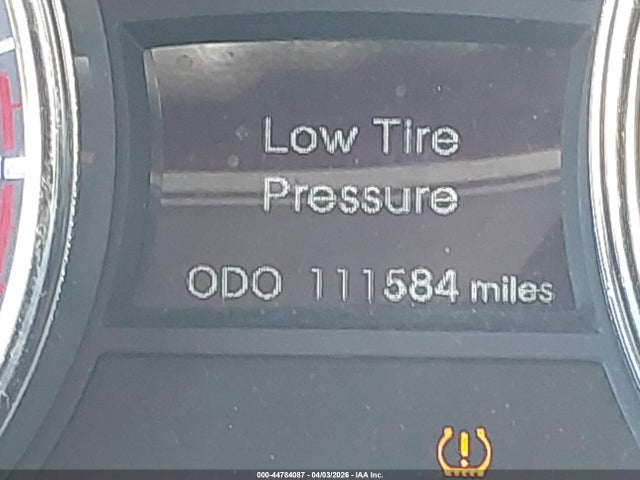 Low Tire
Pressure
ODO 111584 miles
000-44784087 - 04/03/2026 - IAA Inc.